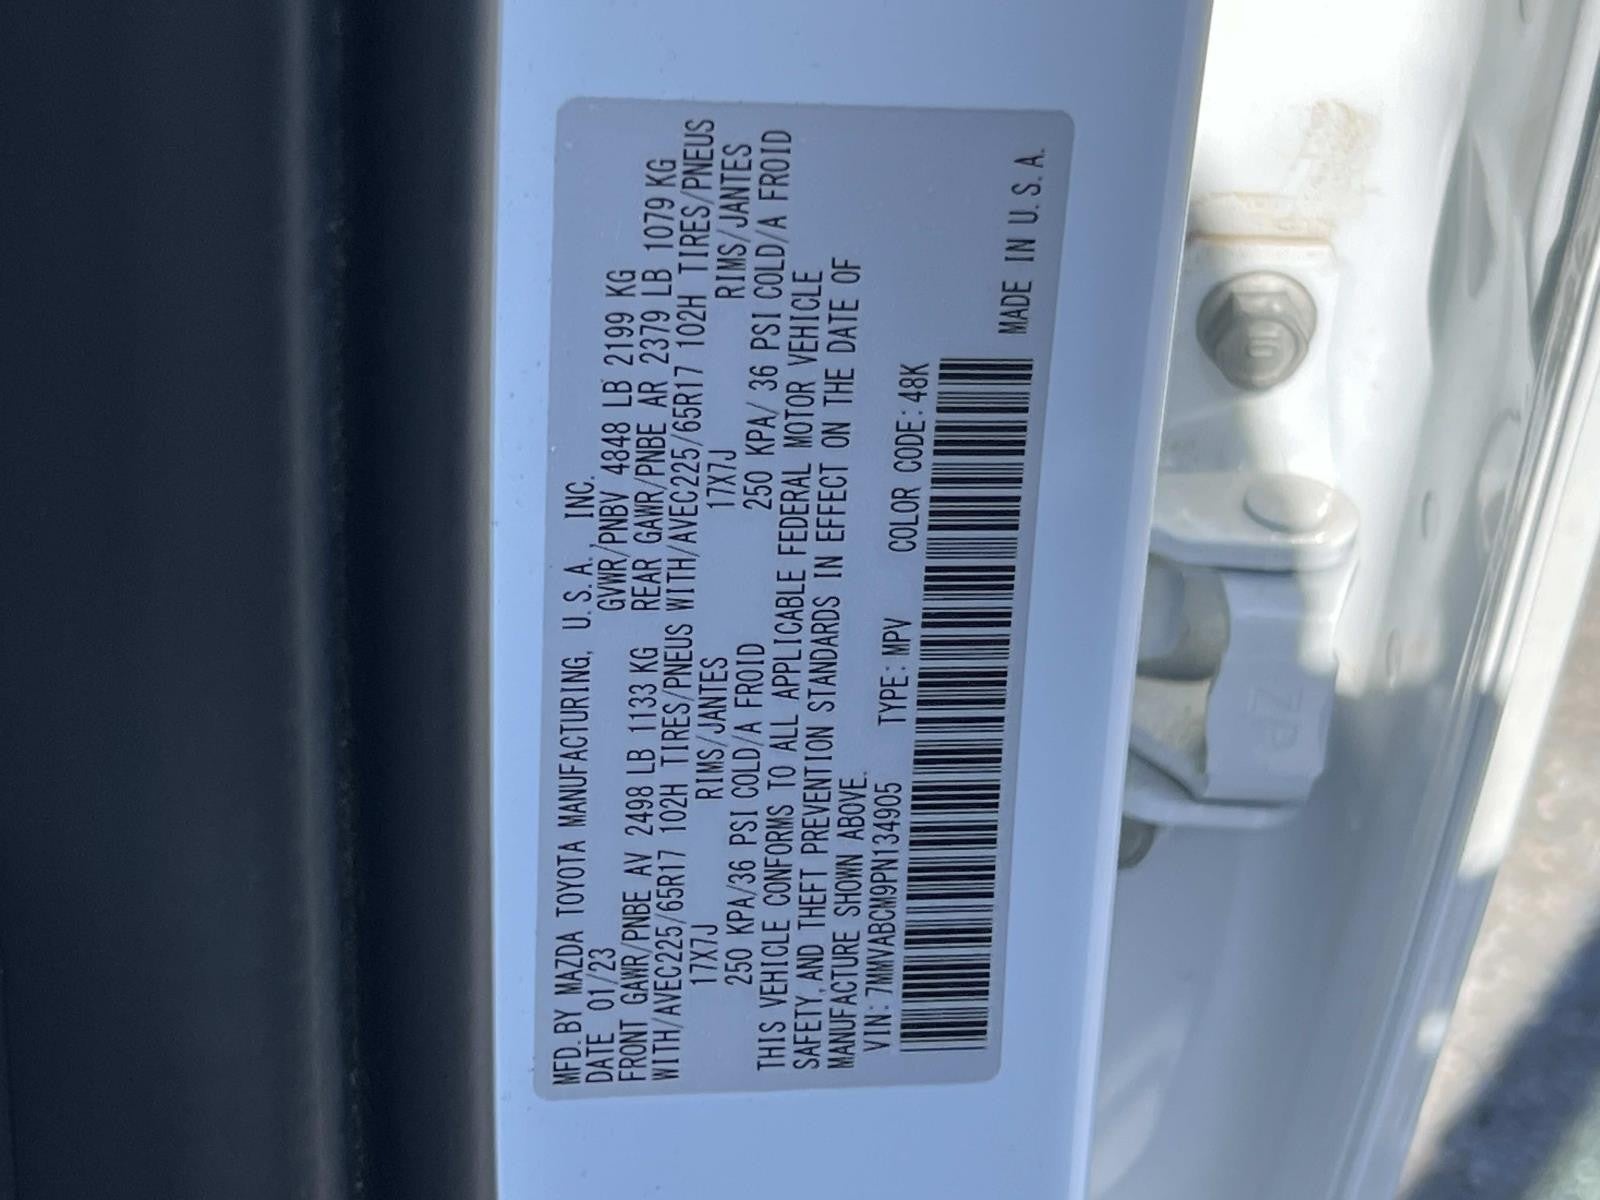 MFD. BY MAZDA TOYOTA MANUFACTURING, U.S.A., INC.
DATE 01/23 GVWR/PNBV 4848 LB 2199 KG
FRONT GAWR/PNBE AV 2498 LB 1133 KG REAR GAWR/PNBE AR 2379 LB 1079 KG
WITH/AVEC225/65R17 102H TIRES/PNEUS WITH/AVEC225/65R17 102H TIRES/PNEUS
17X7J RIMS/JANTES 17X7J RIMS/JANTES
250 KPA/36 PSI COLD/A FROID 250 KPA/ 36 PSI COLD/A FROID
THIS VEHICLE CONFORMS TO ALL APPLICABLE FEDERAL MOTOR VEHICLE
SAFETY, AND THEFT PREVENTION STANDARDS IN EFFECT ON THE DATE OF
MANUFACTURE SHOWN ABOVE.
VIN: 7MMVABCM9PN134905 TYPE: MPV COLOR CODE: 48K
MADE IN U.S.A.
ZP